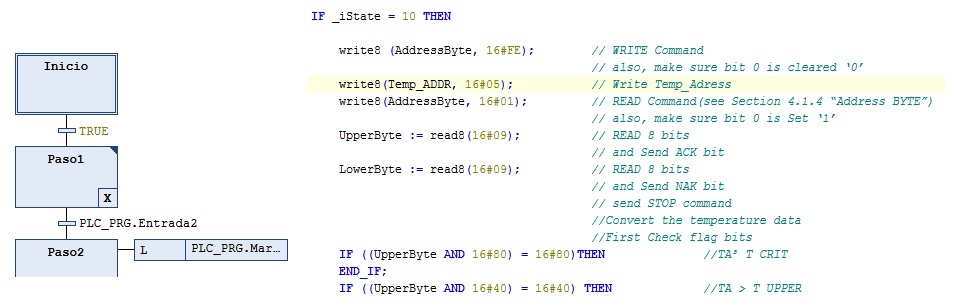 Inicio
TRUE
Paso1
X
PLC_PRG.Entrada2
Paso2
L
PLC_PRG.Mar...
IF _iState = 10 THEN
write8 (AddressByte, 16#FE); // WRITE Command
// also, make sure bit 0 is cleared ‘0’
write8(Temp_ADDR, 16#05); // Write Temp_Adress
write8(AddressByte, 16#01); // READ Command(see Section 4.1.4 “Address BYTE”)
// also, make sure bit 0 is Set ‘1’
UpperByte := read8(16#09); // READ 8 bits
// and Send ACK bit
LowerByte := read8(16#09); // READ 8 bits
// and Send NAK bit
// send STOP command
//Convert the temperature data
//First Check flag bits
IF ((UpperByte AND 16#80) = 16#80)THEN //TA³ T CRIT
END_IF;
IF ((UpperByte AND 16#40) = 16#40) THEN //TA > T UPPER